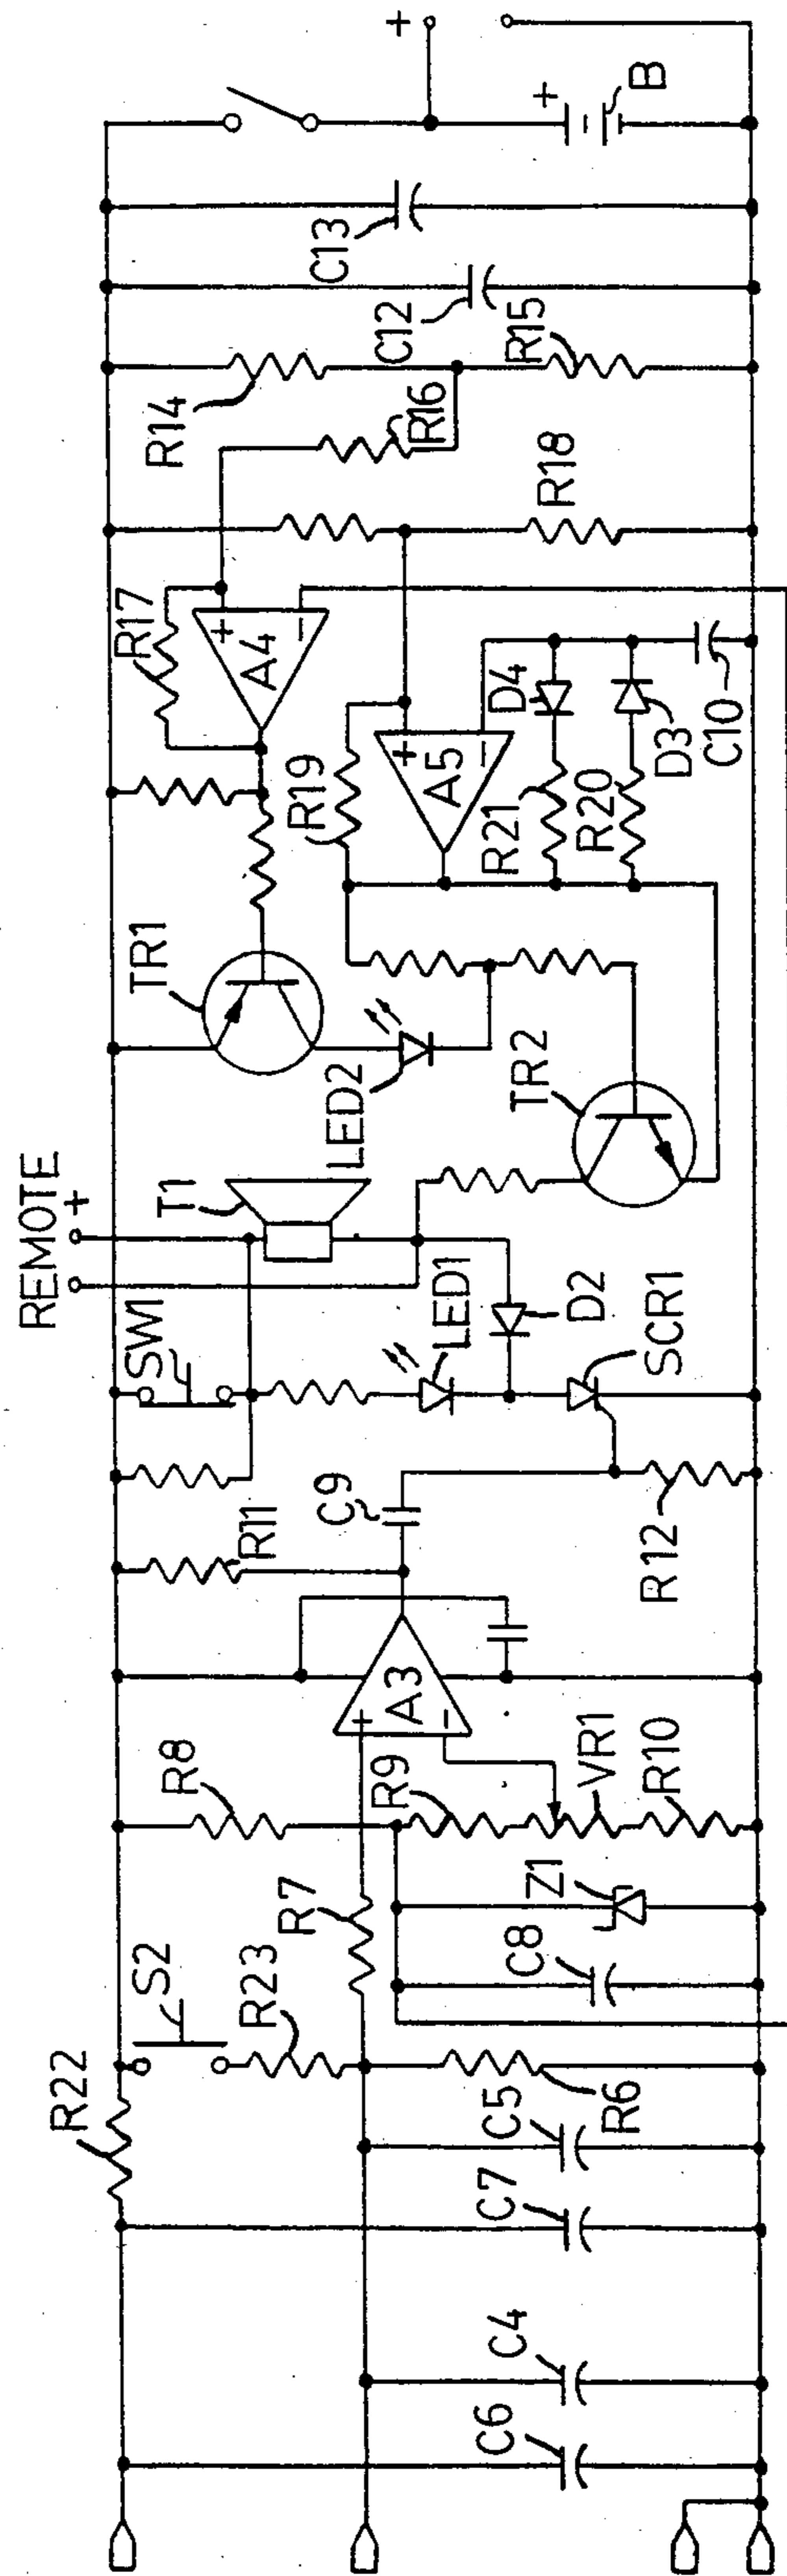 REMOTE
+
+
+
B
C13
C12
R14
R15
R16
R18
R17
+
-
A4
R19
+
-
A5
D4
R21
R20
D3
C10
TR1
LED2
TR2
T1
SW1
LED1
D2
SCR1
R11
C9
R12
+
-
A3
R8
R9
VR1
R10
R7
Z1
C8
S2
R23
R22
R6
C5
C7
C4
C6